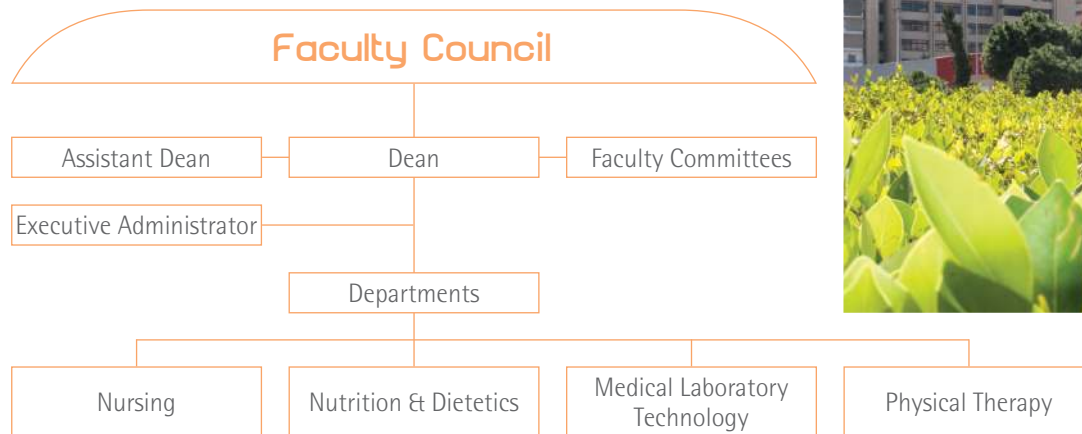 Faculty Council
Assistant Dean
Dean
Faculty Committees
Executive Administrator
Departments
Nursing
Nutrition & Dietetics
Medical Laboratory
Technology
Physical Therapy